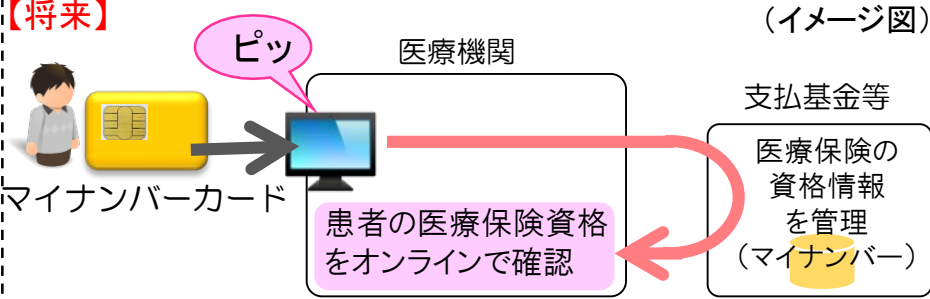 【将来】
(イメージ図)
ピッ
医療機関
支払基金等
マイナンバーカード
患者の医療保険資格
をオンラインで確認
医療保険の
資格情報
を管理
(マイナンバー)